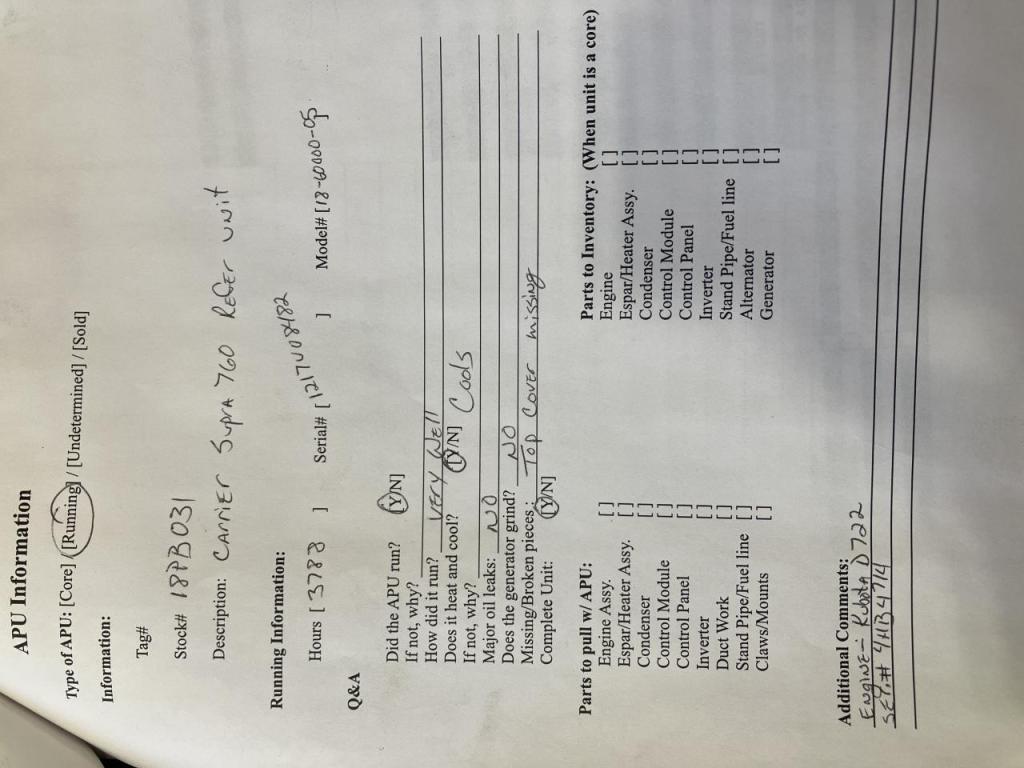 APU Information
Type of APU: [Core] / [Running] / [Undetermined] / [Sold]
Information:
Tag#
Stock# 18PB031
Description: CArriEr SuprA 760 Refer unit
Running Information:
Hours [ 3788 ] Serial# [ ] Model# [18-60000-05]
Q&A
Did the APU run? [Y/N]
If not, why?
How did it run? VERY WEll
Does it heat and cool? [Y/N] Cools
If not, why?
Major oil leaks: NO
Does the generator grind? NO
Missing/Broken pieces: Top Cover missing
Complete Unit: [Y/N]
Parts to pull w/ APU:
Engine Assy. [ ]
Espar/Heater Assy. [ ]
Condenser [ ]
Control Module [ ]
Control Panel [ ]
Inverter [ ]
Duct Work [ ]
Stand Pipe/Fuel line [ ]
Claws/Mounts [ ]
Parts to Inventory: (When unit is a core)
Engine [ ]
Espar/Heater Assy. [ ]
Condenser [ ]
Control Module [ ]
Control Panel [ ]
Inverter [ ]
Stand Pipe/Fuel line [ ]
Alternator [ ]
Generator [ ]
Additional Comments:
ENgiNE - Kubota D722
SEr.# 4HB4714